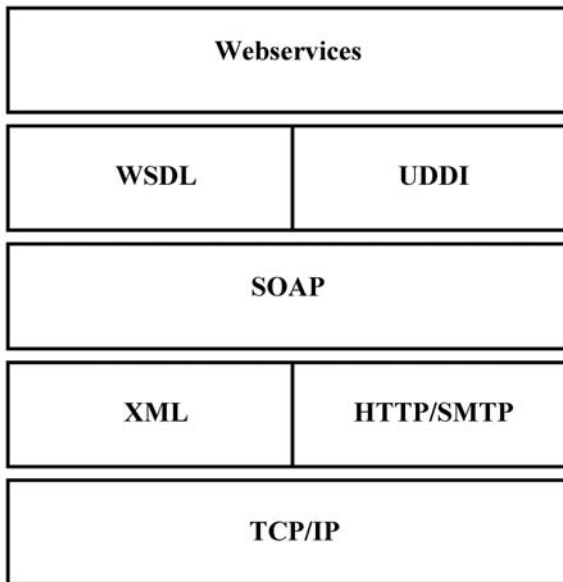 Webservices
WSDL UDDI
SOAP
XML HTTP/SMTP
TCP/IP